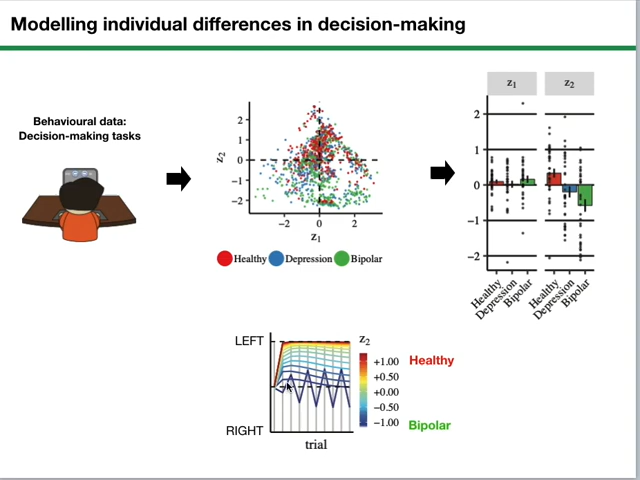 Modelling individual differences in decision-making
Behavioural data:
Decision-making tasks
z2
2
1
0
−1
−2
−2 0 2
z1
Healthy Depression Bipolar
z1 z2
2
1
0
−1
−2
Healthy Depression Bipolar Healthy Depression Bipolar
LEFT
RIGHT
trial
z2
+1.00
+0.50
+0.00
−0.50
−1.00
Healthy
Bipolar